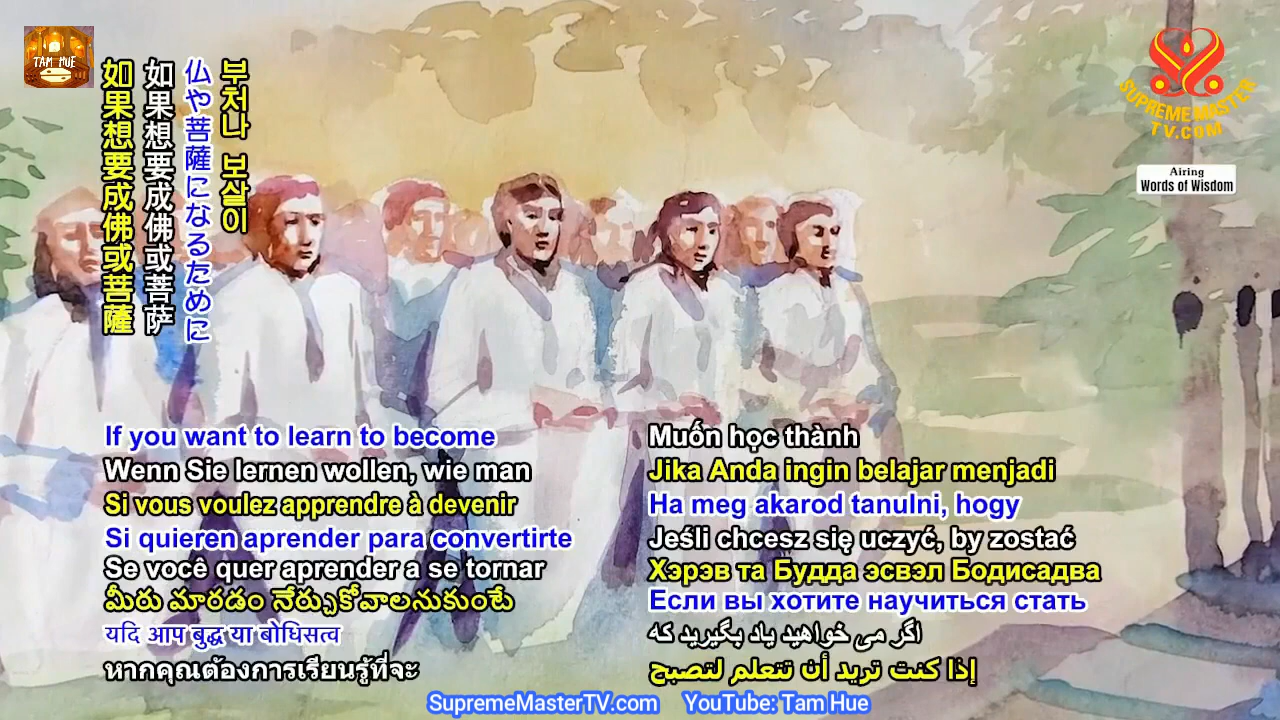 TAM HUE
如果想要成佛或菩薩
如果想要成佛或菩萨
仏や菩薩になるために
부처나 보살이
SUPREME MASTER
TV.COM
Airing
Words of Wisdom
If you want to learn to become
Wenn Sie lernen wollen, wie man
Si vous voulez apprendre à devenir
Si quieren aprender para convertirte
Se você quer aprender a se tornar
మీరు మారడం నేర్చుకోవాలనుకుంటే
यदि आप बुद्ध या बोधिसत्व
หากคุณต้องการเรียนรู้ที่จะ
Muốn học thành
Jika Anda ingin belajar menjadi
Ha meg akarod tanulni, hogy
Jeśli chcesz się uczyć, by zostać
Хэрэв та Будда эсвэл Бодисадва
Если вы хотите научиться стать
اگر می خواهید یاد بگیرید که
إذا كنت تريد أن تتعلم لتصبح
SupremeMasterTV.com YouTube: Tam Hue